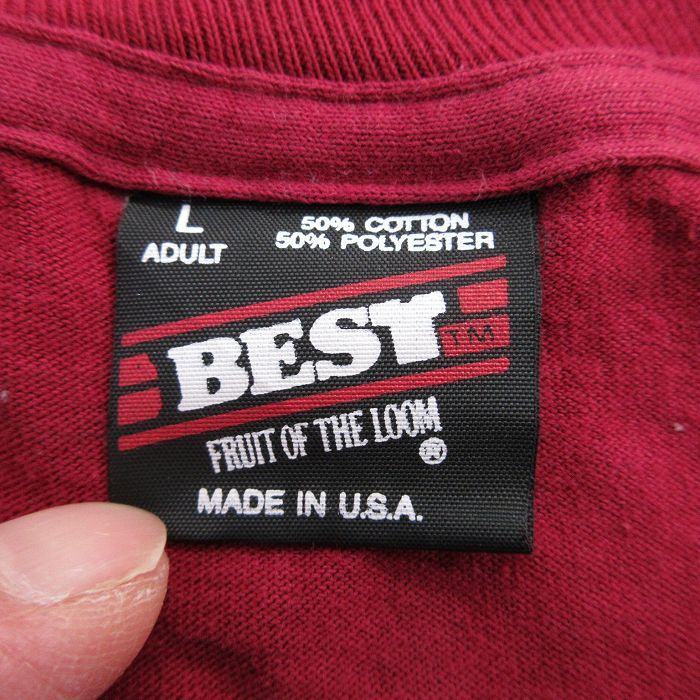 L
ADULT
50% COTTON
50% POLYESTER
BEST TM
FRUIT OF THE LOOM ®
MADE IN U.S.A.